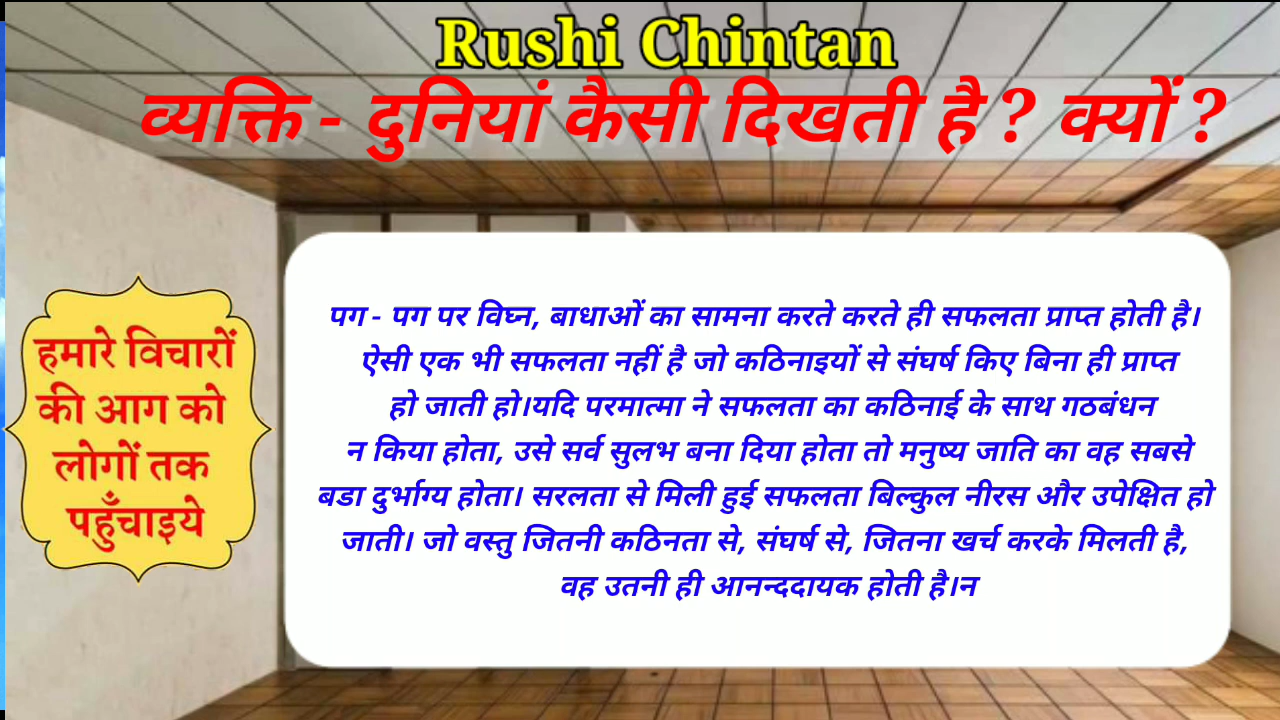 Rushi Chintan
व्यक्ति - दुनियां कैसी दिखती है ? क्यों ?
हमारे विचारों
की आग को
लोगों तक
पहुँचाइये
पग - पग पर विघ्न, बाधाओं का सामना करते करते ही सफलता प्राप्त होती है।
ऐसी एक भी सफलता नहीं है जो कठिनाइयों से संघर्ष किए बिना ही प्राप्त
हो जाती हो।यदि परमात्मा ने सफलता का कठिनाई के साथ गठबंधन
न किया होता, उसे सर्व सुलभ बना दिया होता तो मनुष्य जाति का वह सबसे
बडा दुर्भाग्य होता। सरलता से मिली हुई सफलता बिल्कुल नीरस और उपेक्षित हो
जाती। जो वस्तु जितनी कठिनता से, संघर्ष से, जितना खर्च करके मिलती है,
वह उतनी ही आनन्ददायक होती है।न